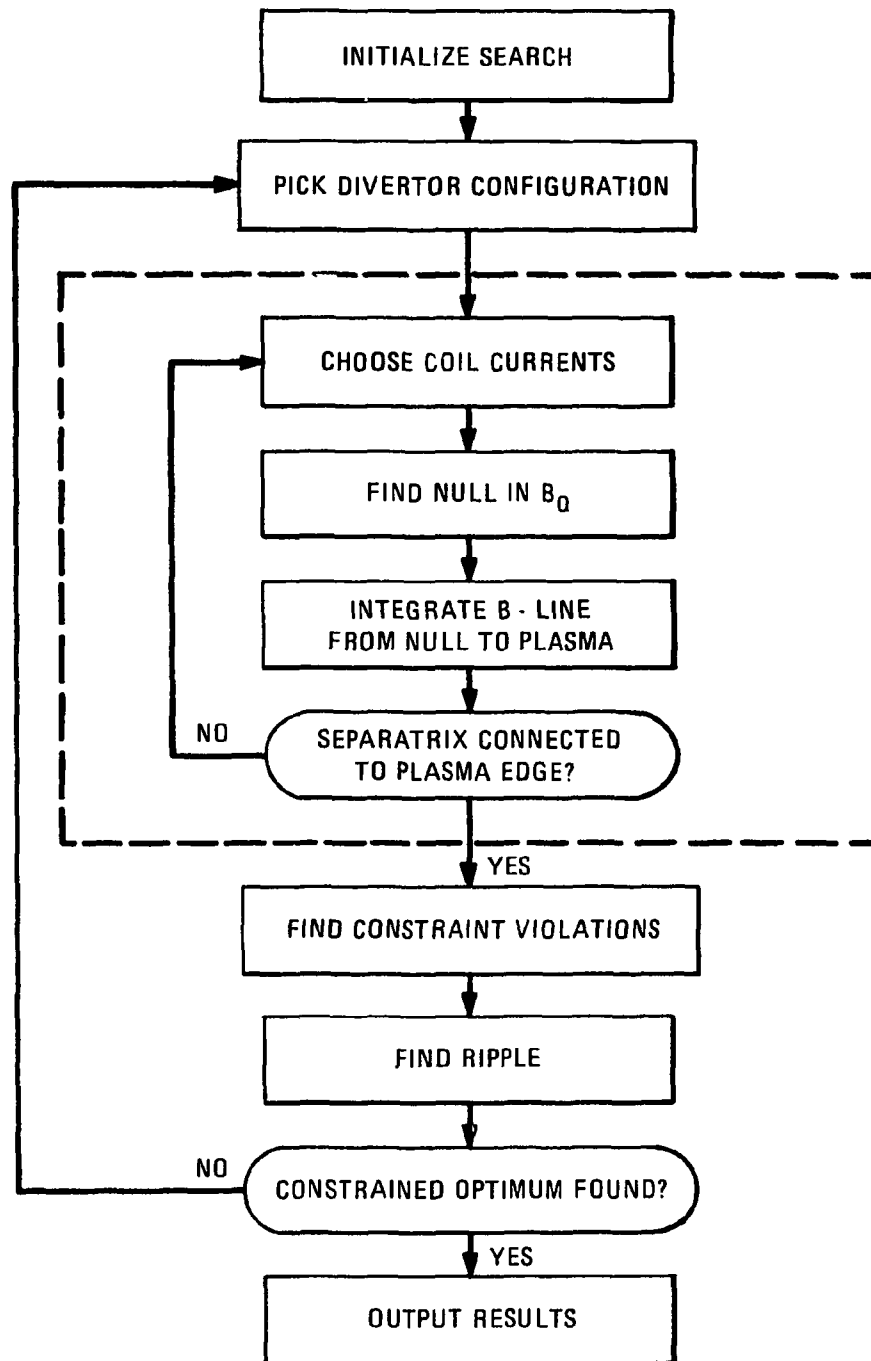 INITIALIZE SEARCH
PICK DIVERTOR CONFIGURATION
CHOOSE COIL CURRENTS
FIND NULL IN BQ
INTEGRATE B - LINE
FROM NULL TO PLASMA
NO
SEPARATRIX CONNECTED
TO PLASMA EDGE?
YES
FIND CONSTRAINT VIOLATIONS
FIND RIPPLE
NO
CONSTRAINED OPTIMUM FOUND?
YES
OUTPUT RESULTS